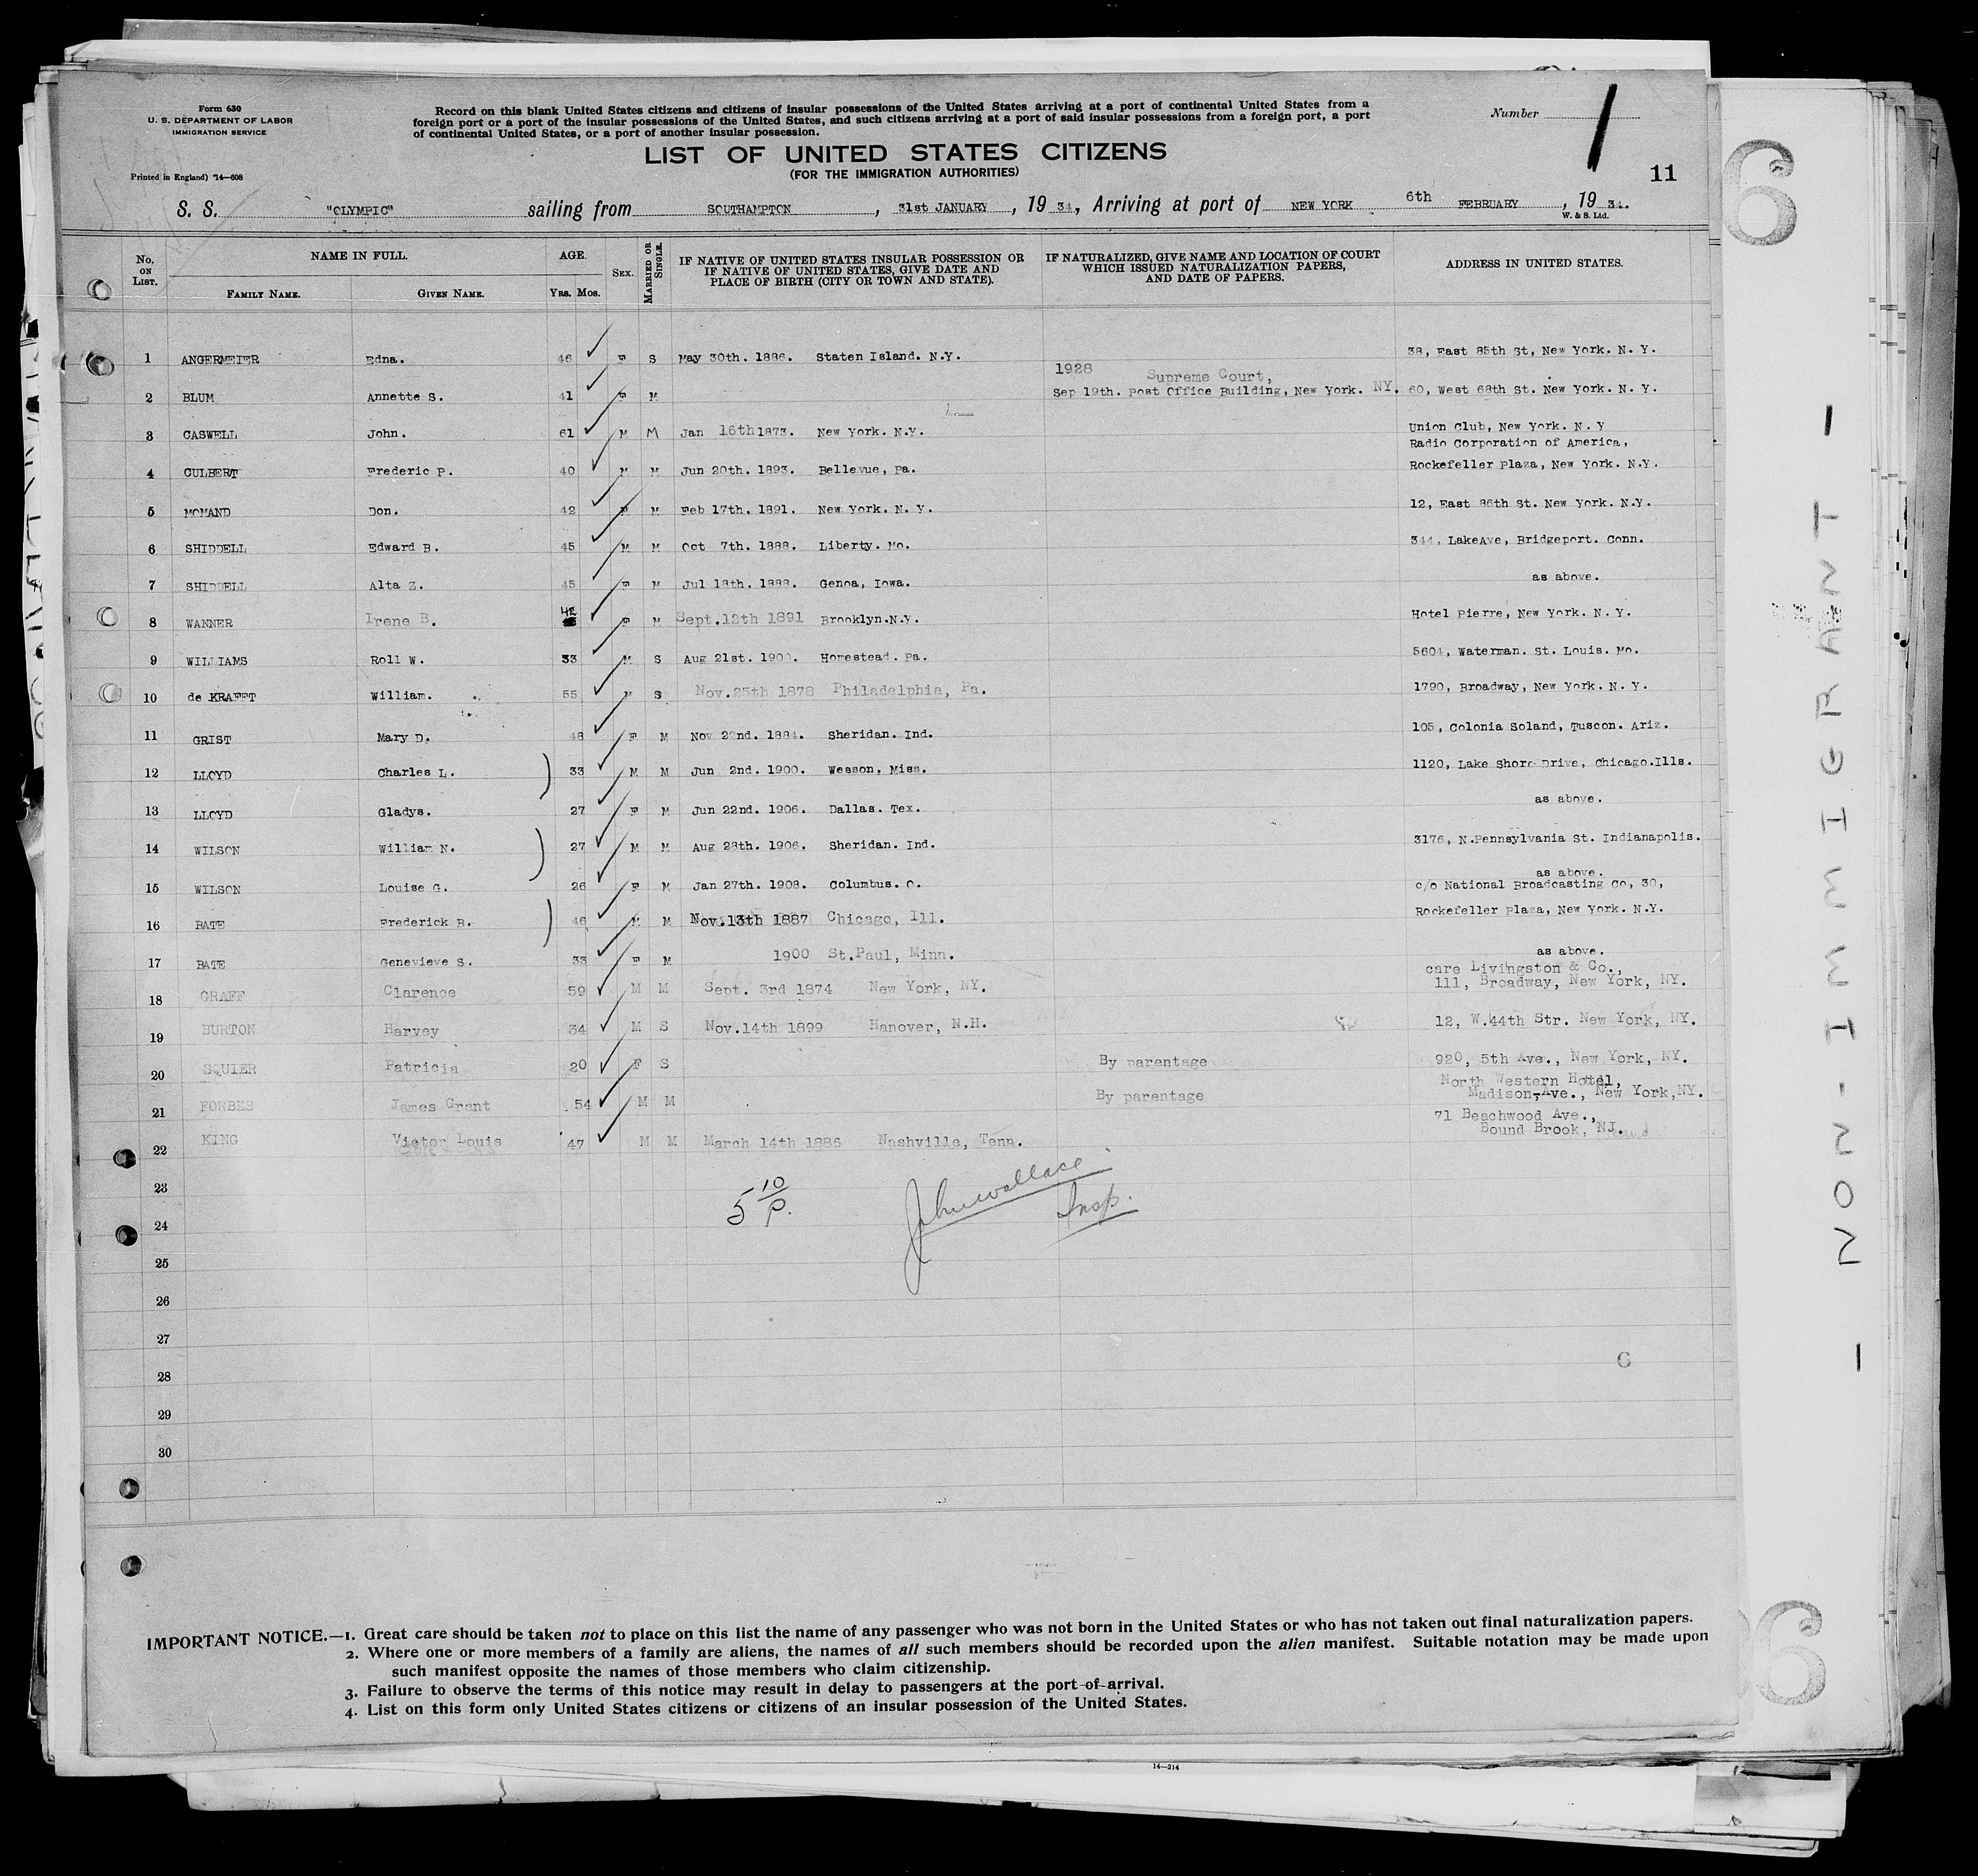 Form 630
U. S. DEPARTMENT OF LABOR
IMMIGRATION SERVICE
Printed in England) 14—608
Record on this blank United States citizens and citizens of insular possessions of the United States arriving at a port of continental United States from a
foreign port or a port of the insular possessions of the United States, and such citizens arriving at a port of said insular possessions from a foreign port, a port
of continental United States, or a port of another insular possession.
Number 1
LIST OF UNITED STATES CITIZENS
(FOR THE IMMIGRATION AUTHORITIES)
11
S. S. "OLYMPIC" sailing from SOUTHAMPTON, 31st JANUARY, 19 34, Arriving at port of NEW YORK 6th FEBRUARY, 19 34.
W. & S. Ltd.
No. ON LIST. NAME IN FULL. FAMILY NAME. GIVEN NAME. AGE. YRS. MOS. SEX. MARRIED OR SINGLE. IF NATIVE OF UNITED STATES INSULAR POSSESSION OR IF NATIVE OF UNITED STATES, GIVE DATE AND PLACE OF BIRTH (CITY OR TOWN AND STATE). IF NATURALIZED, GIVE NAME AND LOCATION OF COURT WHICH ISSUED NATURALIZATION PAPERS, AND DATE OF PAPERS. ADDRESS IN UNITED STATES.
1 ANGERMEIER Edna. 46 F S May 30th. 1886. Staten Island. N.Y. 38, East 85th St, New York. N. Y.
1928 Supreme Court,
2 BLUM Annette S. 41 F M Sep 19th. Post Office Building, New York. NY. 60, West 68th St. New York. N. Y.
3 CASWELL John. 61 M M Jan 16th 1873. New York. N.Y. Union Club, New York. N. Y
Radio Corporation of America,
4 CULBERT Frederic P. 40 M M Jun 20th. 1893. Bellevue, Pa. Rockefeller Plaza, New York. N.Y.
5 MOMAND Don. 42 M Feb 17th. 1891. New York. N. Y. 12, East 86th St. New York. N.Y.
6 SHIDDELL Edward B. 45 M M Oct 7th. 1888. Liberty. Mo. 344, LakeAve, Bridgeport. Conn.
7 SHIDDELL Alta Z. 45 F M Jul 18th. 1888. Genoa, Iowa. as above.
8 WANNER Irene B. 42 F M Sept.12th 1891 Brooklyn.N.Y. Hotel Pierre, New York. N. Y.
9 WILLIAMS Roll W. 33 M S Aug 21st. 1900. Homestead. Pa. 5604, Waterman. St. Louis. Mo.
10 de KRAFFT William. 55 M S Nov.25th 1878 Philadelphia, Pa. 1790, Broadway, New York. N. Y.
11 GRIST Mary D. 48 F M Nov 22nd. 1884. Sheridan. Ind. 105, Colonia Soland, Tuscon. Ariz.
12 LLOYD Charles L. 33 M M Jun 2nd. 1900. Wesson, Miss. 1120, Lake Shore Drive, Chicago.Ills.
13 LLOYD Gladys. 27 F M Jun 22nd. 1906. Dallas. Tex. as above.
14 WILSON William N. 27 M M Aug 28th. 1906. Sheridan. Ind. 3176, N.Pennsylvania St. Indianapolis.
15 WILSON Louise G. 26 F M Jan 27th. 1908. Columbus. O. as above.
c/o National Broadcasting Co, 30,
16 BATE Frederick B. 46 M M Nov.13th 1887 Chicago, Ill. Rockefeller Plaza, New York. N.Y.
17 BATE Genevieve S. 33 F M 1900 St.Paul, Minn. as above.
care Livingston & Co.,
18 GRAFF Clarence 59 M M Sept. 3rd 1874 New York, NY. 111, Broadway, New York, NY.
19 BURTON Harvey 34 M S Nov.14th 1899 Hanover, N.H. 12, W.44th Str. New York, NY.
20 SQUIER Patricia 20 F S By parentage 920, 5th Ave., New York, NY.
North Western Hotel,
21 FORBES James Grant 54 M M By parentage Madison-Ave., New York,NY.
71 Beachwood Ave.,
22 KING Victor Louis 47 M M March 14th 1886 Nashville, Tenn. Bound Brook, NJ.
23
24
25
26
27
28
29
30
5 10/P. John Wallace Insp.
6
IMPORTANT NOTICE.—1. Great care should be taken not to place on this list the name of any passenger who was not born in the United States or who has not taken out final naturalization papers.
2. Where one or more members of a family are aliens, the names of all such members should be recorded upon the alien manifest. Suitable notation may be made upon
such manifest opposite the names of those members who claim citizenship.
3. Failure to observe the terms of this notice may result in delay to passengers at the port-of-arrival.
4. List on this form only United States citizens or citizens of an insular possession of the United States.
14—214
6
- NON-IMMIGRANT -
6